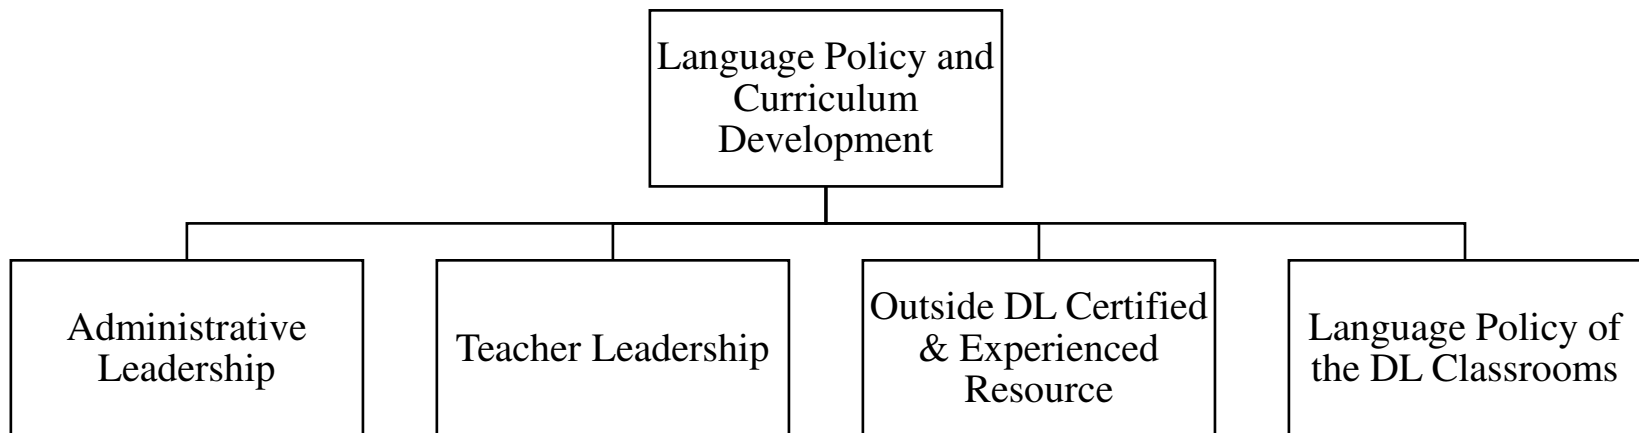 Language Policy and
Curriculum
Development
Administrative
Leadership
Teacher Leadership
Outside DL Certified
& Experienced
Resource
Language Policy of
the DL Classrooms